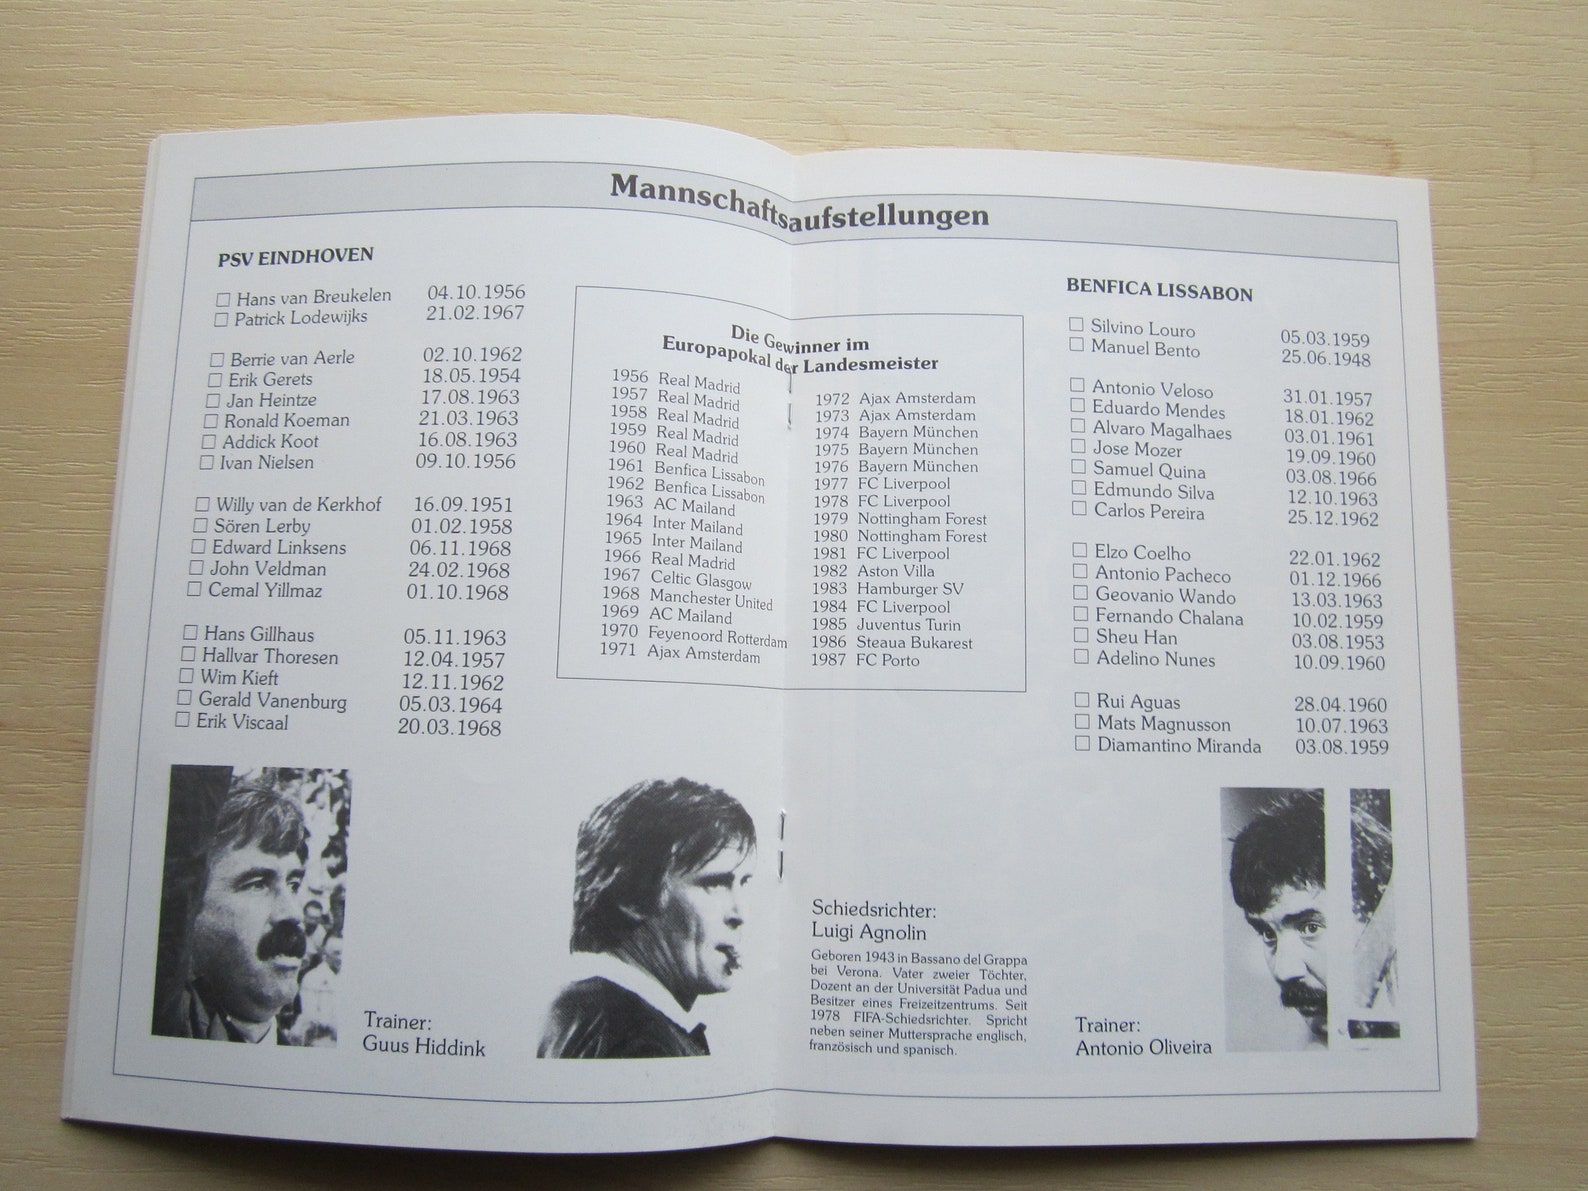 Mannschaftsaufstellungen
PSV EINDHOVEN
□ Hans van Breukelen 04.10.1956
□ Patrick Lodewijks 21.02.1967
□ Berrie van Aerle 02.10.1962
□ Erik Gerets 18.05.1954
□ Jan Heintze 17.08.1963
□ Ronald Koeman 21.03.1963
□ Addick Koot 16.08.1963
□ Ivan Nielsen 09.10.1956
□ Willy van de Kerkhof 16.09.1951
□ Sören Lerby 01.02.1958
□ Edward Linksens 06.11.1968
□ John Veldman 24.02.1968
□ Cemal Yillmaz 01.10.1968
□ Hans Gillhaus 05.11.1963
□ Hallvar Thoresen 12.04.1957
□ Wim Kieft 12.11.1962
□ Gerald Vanenburg 05.03.1964
□ Erik Viscaal 20.03.1968
Trainer:
Guus Hiddink
Die Gewinner im
Europapokal der Landesmeister
1956 Real Madrid
1957 Real Madrid
1958 Real Madrid
1959 Real Madrid
1960 Real Madrid
1961 Benfica Lissabon
1962 Benfica Lissabon
1963 AC Mailand
1964 Inter Mailand
1965 Inter Mailand
1966 Real Madrid
1967 Celtic Glasgow
1968 Manchester United
1969 AC Mailand
1970 Feyenoord Rotterdam
1971 Ajax Amsterdam
1972 Ajax Amsterdam
1973 Ajax Amsterdam
1974 Bayern München
1975 Bayern München
1976 Bayern München
1977 FC Liverpool
1978 FC Liverpool
1979 Nottingham Forest
1980 Nottingham Forest
1981 FC Liverpool
1982 Aston Villa
1983 Hamburger SV
1984 FC Liverpool
1985 Juventus Turin
1986 Steaua Bukarest
1987 FC Porto
Schiedsrichter:
Luigi Agnolin
Geboren 1943 in Bassano del Grappa
bei Verona. Vater zweier Töchter,
Dozent an der Universität Padua und
Besitzer eines Freizeitzentrums. Seit
1978 FIFA-Schiedsrichter. Spricht
neben seiner Muttersprache englisch,
französisch und spanisch.
BENFICA LISSABON
□ Silvino Louro 05.03.1959
□ Manuel Bento 25.06.1948
□ Antonio Veloso 31.01.1957
□ Eduardo Mendes 18.01.1962
□ Alvaro Magalhaes 03.01.1961
□ Jose Mozer 19.09.1960
□ Samuel Quina 03.08.1966
□ Edmundo Silva 12.10.1963
□ Carlos Pereira 25.12.1962
□ Elzo Coelho 22.01.1962
□ Antonio Pacheco 01.12.1966
□ Geovanio Wando 13.03.1963
□ Fernando Chalana 10.02.1959
□ Sheu Han 03.08.1953
□ Adelino Nunes 10.09.1960
□ Rui Aguas 28.04.1960
□ Mats Magnusson 10.07.1963
□ Diamantino Miranda 03.08.1959
Trainer:
Antonio Oliveira